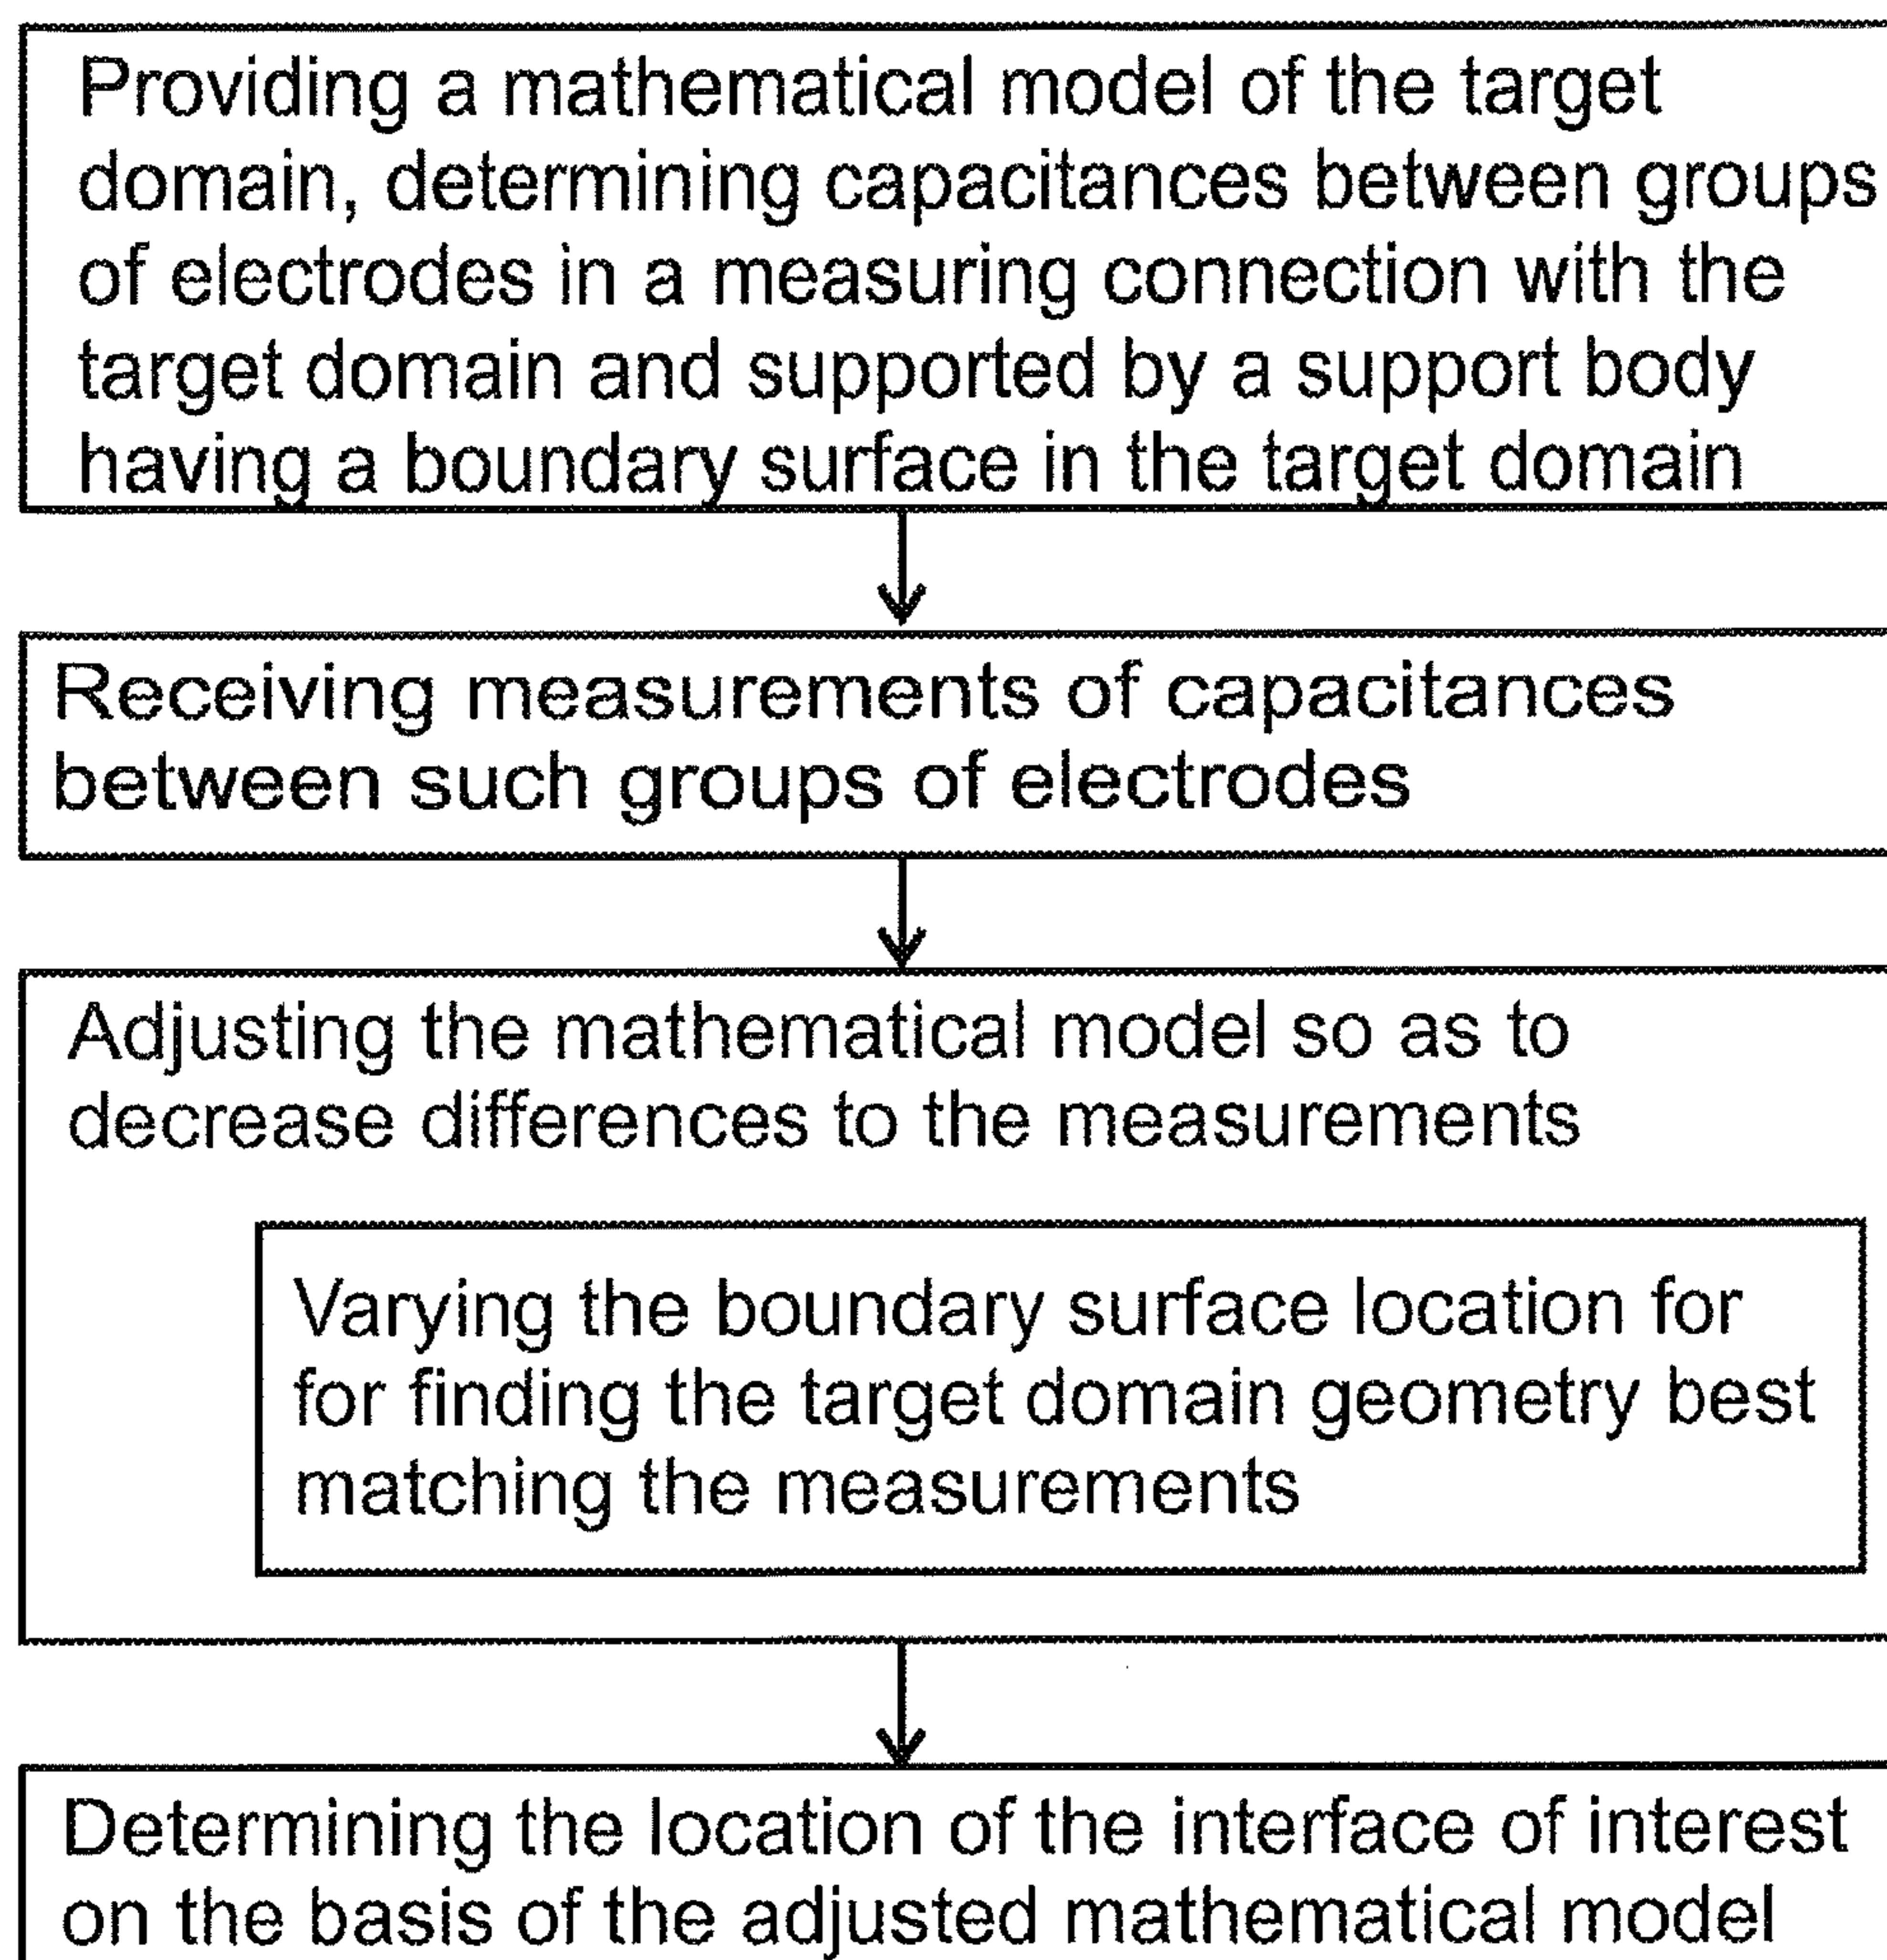 Providing a mathematical model of the target
domain, determining capacitances between groups
of electrodes in a measuring connection with the
target domain and supported by a support body
having a boundary surface in the target domain
Receiving measurements of capacitances
between such groups of electrodes
Adjusting the mathematical model so as to
decrease differences to the measurements
Varying the boundary surface location for
for finding the target domain geometry best
matching the measurements
Determining the location of the interface of interest
on the basis of the adjusted mathematical model